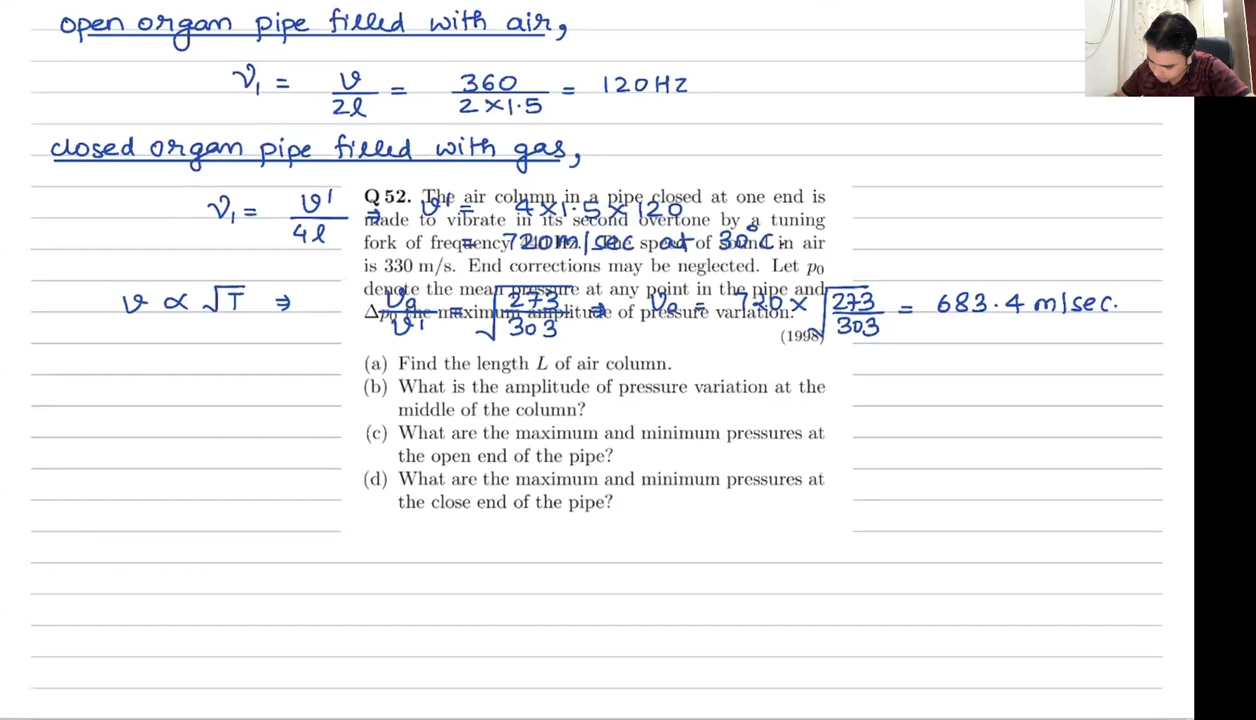 open organ pipe filled with air,
ν₁ = v/2l = 360/2×1.5 = 120HZ
closed organ pipe filled with gas,
ν₁ = v'/4l ⇒ v' = 4×1.5×120
= 720m/sec at 30°C.
v ∝ √T ⇒ v₀/v' = √273/303 ⇒ v₀ = 720 × √273/303 = 683.4 m/sec.
Q 52. The air column in a pipe closed at one end is
made to vibrate in its second overtone by a tuning
fork of frequency The speed of sound in air
is 330 m/s. End corrections may be neglected. Let p₀
denote the mean pressure at any point in the pipe and
Δp₀ the maximum amplitude of pressure variation.
(1998)
(a) Find the length L of air column.
(b) What is the amplitude of pressure variation at the
middle of the column?
(c) What are the maximum and minimum pressures at
the open end of the pipe?
(d) What are the maximum and minimum pressures at
the close end of the pipe?